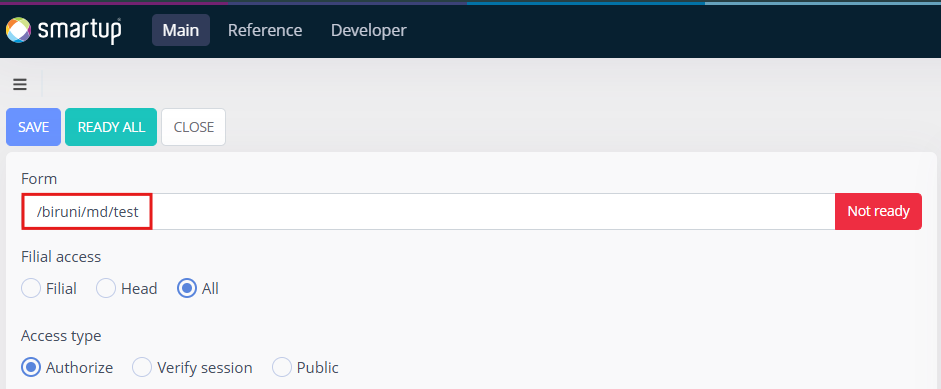 smartup Main Reference Developer
SAVE READY ALL CLOSE
Form
/biruni/md/test Not ready
Filial access
Filial Head All
Access type
Authorize Verify session Public